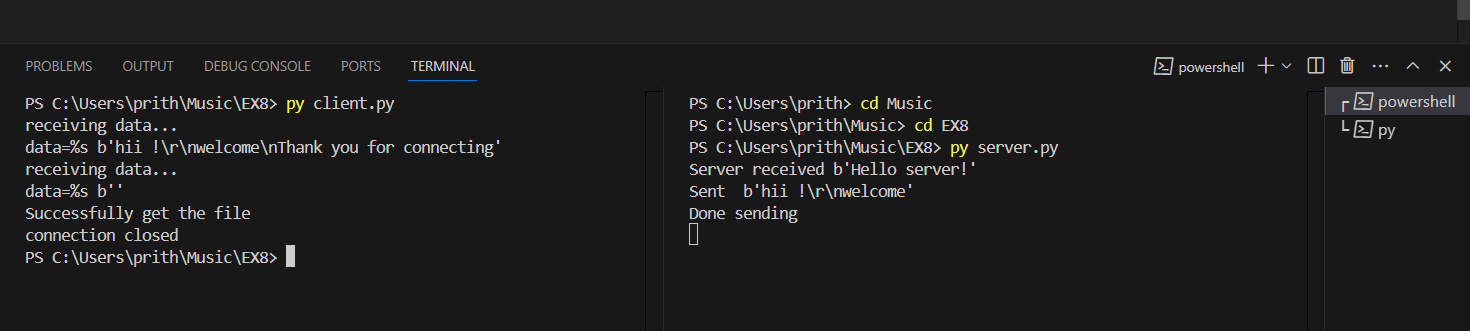 PROBLEMS OUTPUT DEBUG CONSOLE PORTS TERMINAL powershell
PS C:\Users\prith\Music\EX8> py client.py
receiving data...
data=%s b'hii !\r\nwelcome\nThank you for connecting'
receiving data...
data=%s b''
Successfully get the file
connection closed
PS C:\Users\prith\Music\EX8>
PS C:\Users\prith> cd Music
PS C:\Users\prith\Music> cd EX8
PS C:\Users\prith\Music\EX8> py server.py
Server received b'Hello server!'
Sent  b'hii !\r\nwelcome'
Done sending
powershell
py